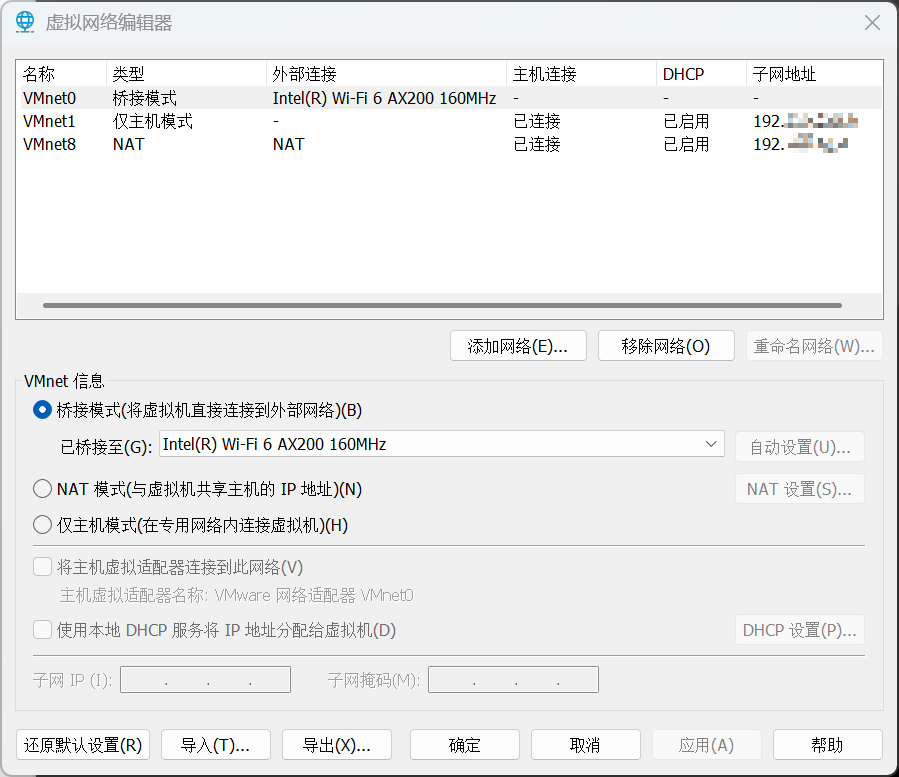 虚拟网络编辑器
名称 类型 外部连接 主机连接 DHCP 子网地址
VMnet0 桥接模式 Intel(R) Wi-Fi 6 AX200 160MHz - - -
VMnet1 仅主机模式 - 已连接 已启用 192.
VMnet8 NAT NAT 已连接 已启用 192.
添加网络(E)... 移除网络(O) 重命名网络(W)...
VMnet 信息
桥接模式(将虚拟机直接连接到外部网络)(B)
已桥接至(G): Intel(R) Wi-Fi 6 AX200 160MHz 自动设置(U)...
NAT 模式(与虚拟机共享主机的 IP 地址)(N) NAT 设置(S)...
仅主机模式(在专用网络内连接虚拟机)(H)
将主机虚拟适配器连接到此网络(V)
主机虚拟适配器名称: VMware 网络适配器 VMnet0
使用本地 DHCP 服务将 IP 地址分配给虚拟机(D) DHCP 设置(P)...
子网 IP (I): . . . 子网掩码(M): . . .
还原默认设置(R) 导入(T)... 导出(X)... 确定 取消 应用(A) 帮助